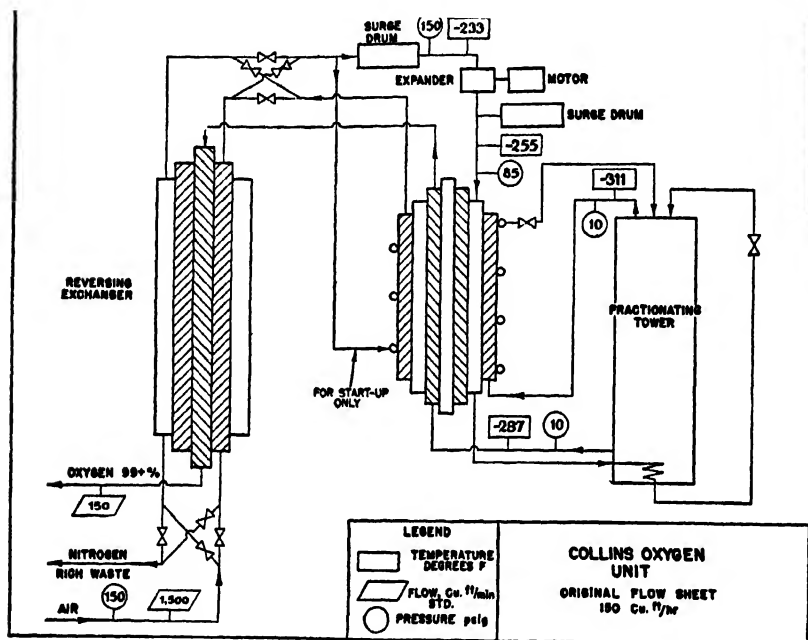 SURGE
DRUM
150
-233
EXPANDER
MOTOR
SURGE DRUM
-255
85
-311
10
REVERSING
EXCHANGER
FRACTIONATING
TOWER
FOR START-UP
ONLY
-287
10
OXYGEN 99+%
150
NITROGEN
RICH WASTE
AIR
150
1,500
LEGEND
TEMPERATURE
DEGREES F
FLOW, Cu. ft/min
STD.
PRESSURE psig
COLLINS OXYGEN
UNIT
ORIGINAL FLOW SHEET
150 Cu. ft/hr